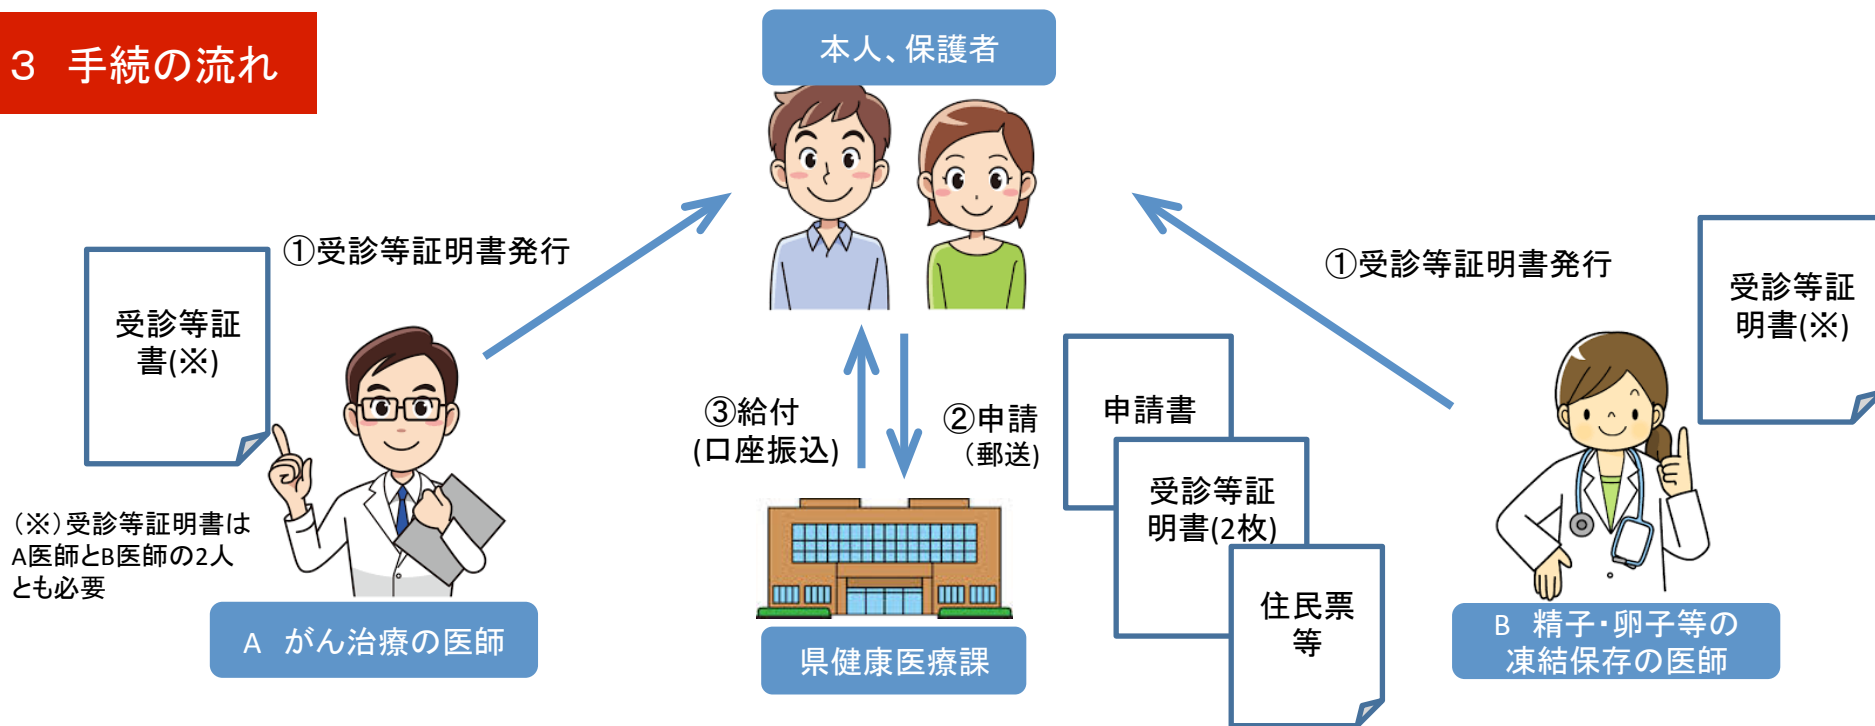 3 手続の流れ
本人、保護者
①受診等証明書発行
①受診等証明書発行
受診等証
書(※)
受診等証
明書(※)
③給付
(口座振込)
②申請
（郵送)
申請書
受診等証
明書(2枚)
住民票
等
(※)受診等証明書は
A医師とB医師の2人
とも必要
A がん治療の医師
県健康医療課
B 精子・卵子等の
凍結保存の医師